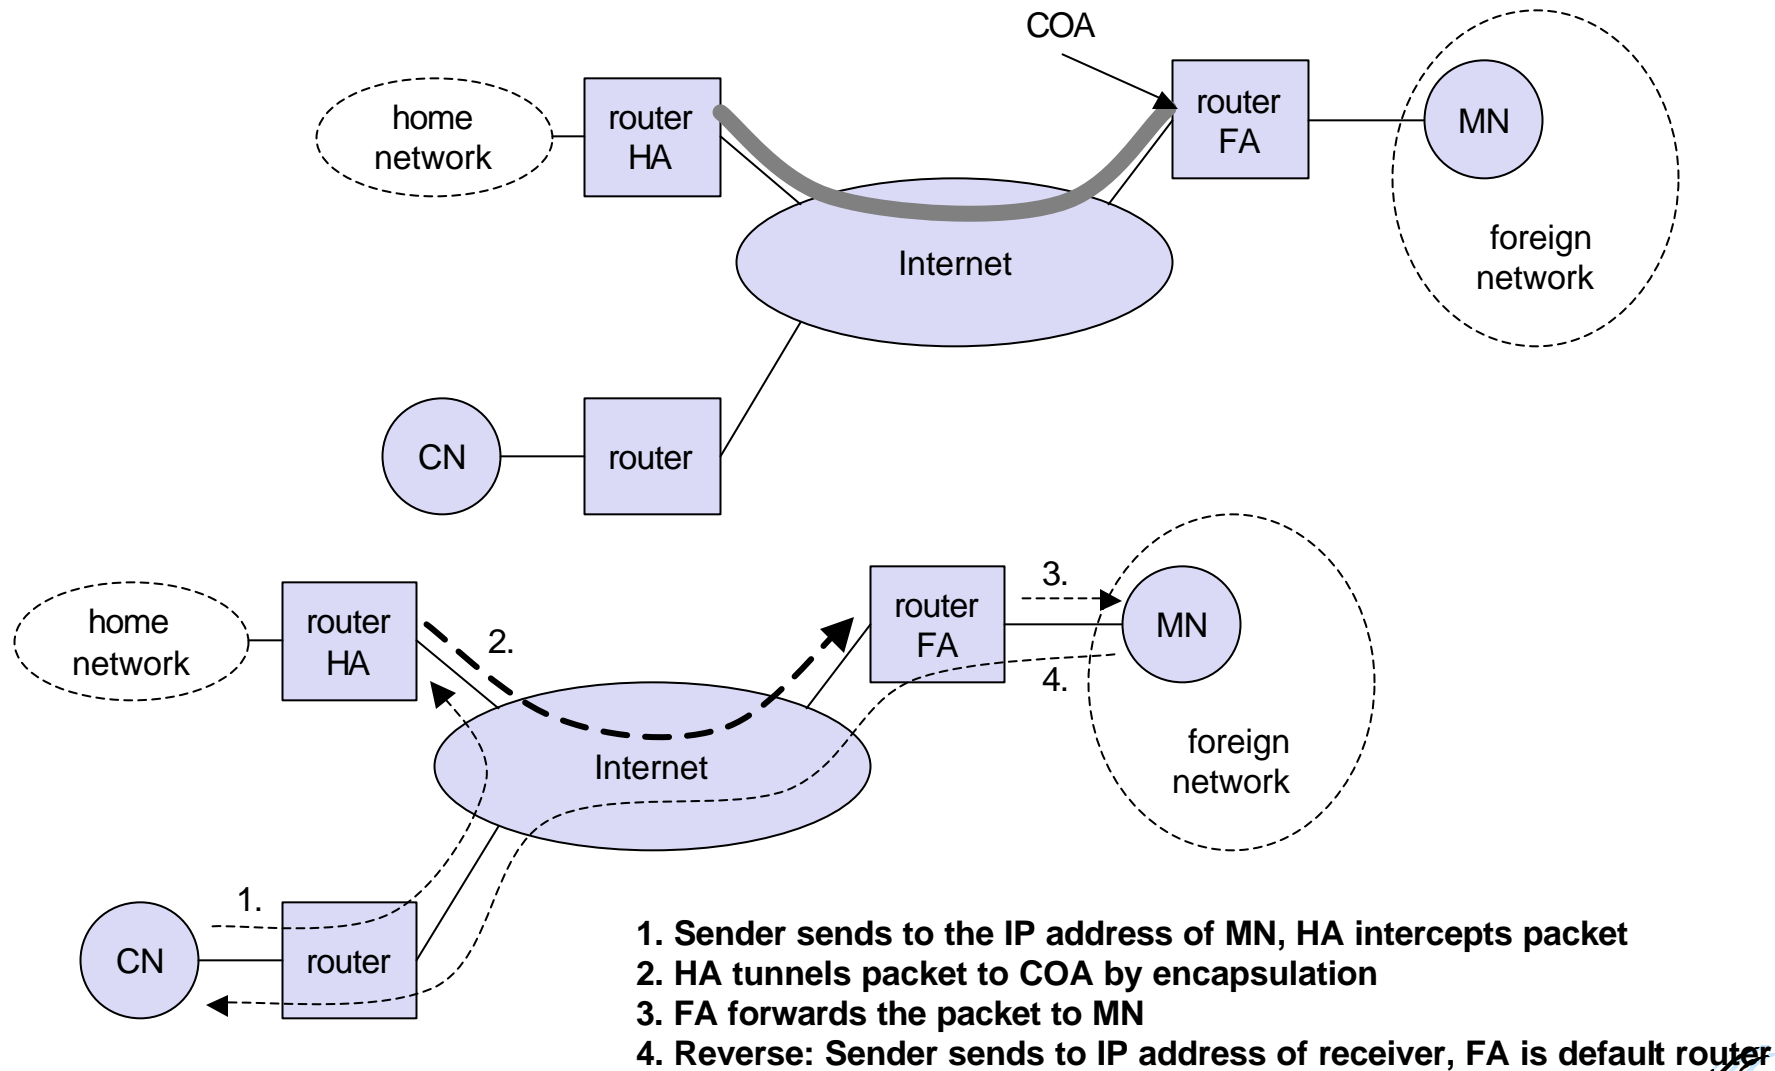 COA
home
network
router
HA
router
FA
MN
Internet
foreign
network
CN
router
home
network
router
HA
2.
router
FA
3.
MN
4.
Internet
foreign
network
1.
CN
router
1. Sender sends to the IP address of MN, HA intercepts packet
2. HA tunnels packet to COA by encapsulation
3. FA forwards the packet to MN
4. Reverse: Sender sends to IP address of receiver, FA is default router